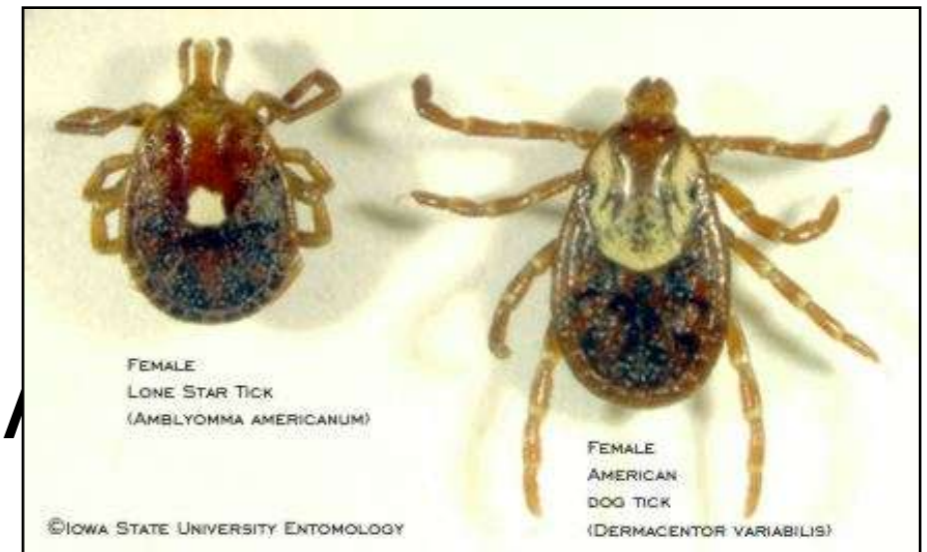 FEMALE
LONE STAR TICK
(AMBLYOMMA AMERICANUM)
FEMALE
AMERICAN
DOG TICK
(DERMACENTOR VARIABILIS)
©IOWA STATE UNIVERSITY ENTOMOLOGY